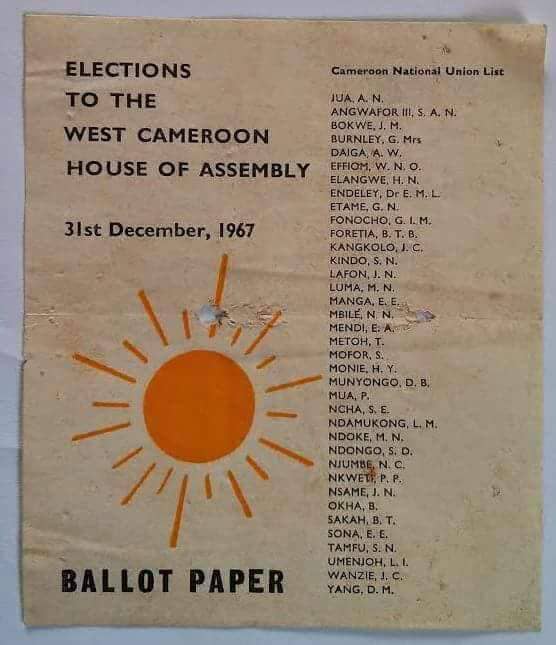 ELECTIONS
TO THE
WEST CAMEROON
HOUSE OF ASSEMBLY
31st December, 1967
BALLOT PAPER
Cameroon National Union List
JUA, A. N.
ANGWAFOR III, S. A. N.
BOKWE, J. M.
BURNLEY, G. Mrs
DAIGA, A. W.
EFFIOM, W. N. O.
ELANGWE, H. N.
ENDELEY, Dr E. M. L.
ETAME, G. N.
FONOCHO, G. I. M.
FORETIA, B. T. B.
KANGKOLO, J. C.
KINDO, S. N.
LAFON, J. N.
LUMA, M. N.
MANGA, E. E.
MBILE, N. N.
MENDI, E. A.
METOH, T.
MOFOR, S.
MONIE, H. Y.
MUNYONGO, D. B.
MUA, P.
NCHA, S. E.
NDAMUKONG, L. M.
NDOKE, M. N.
NDONGO, S. D.
NJUMBE, N. C.
NKWETI, P. P.
NSAME, J. N.
OKHA, B.
SAKAH, B. T.
SONA, E. E.
TAMFU, S. N.
UMENJOH, L. I.
WANZIE, J. C.
YANG, D. M.